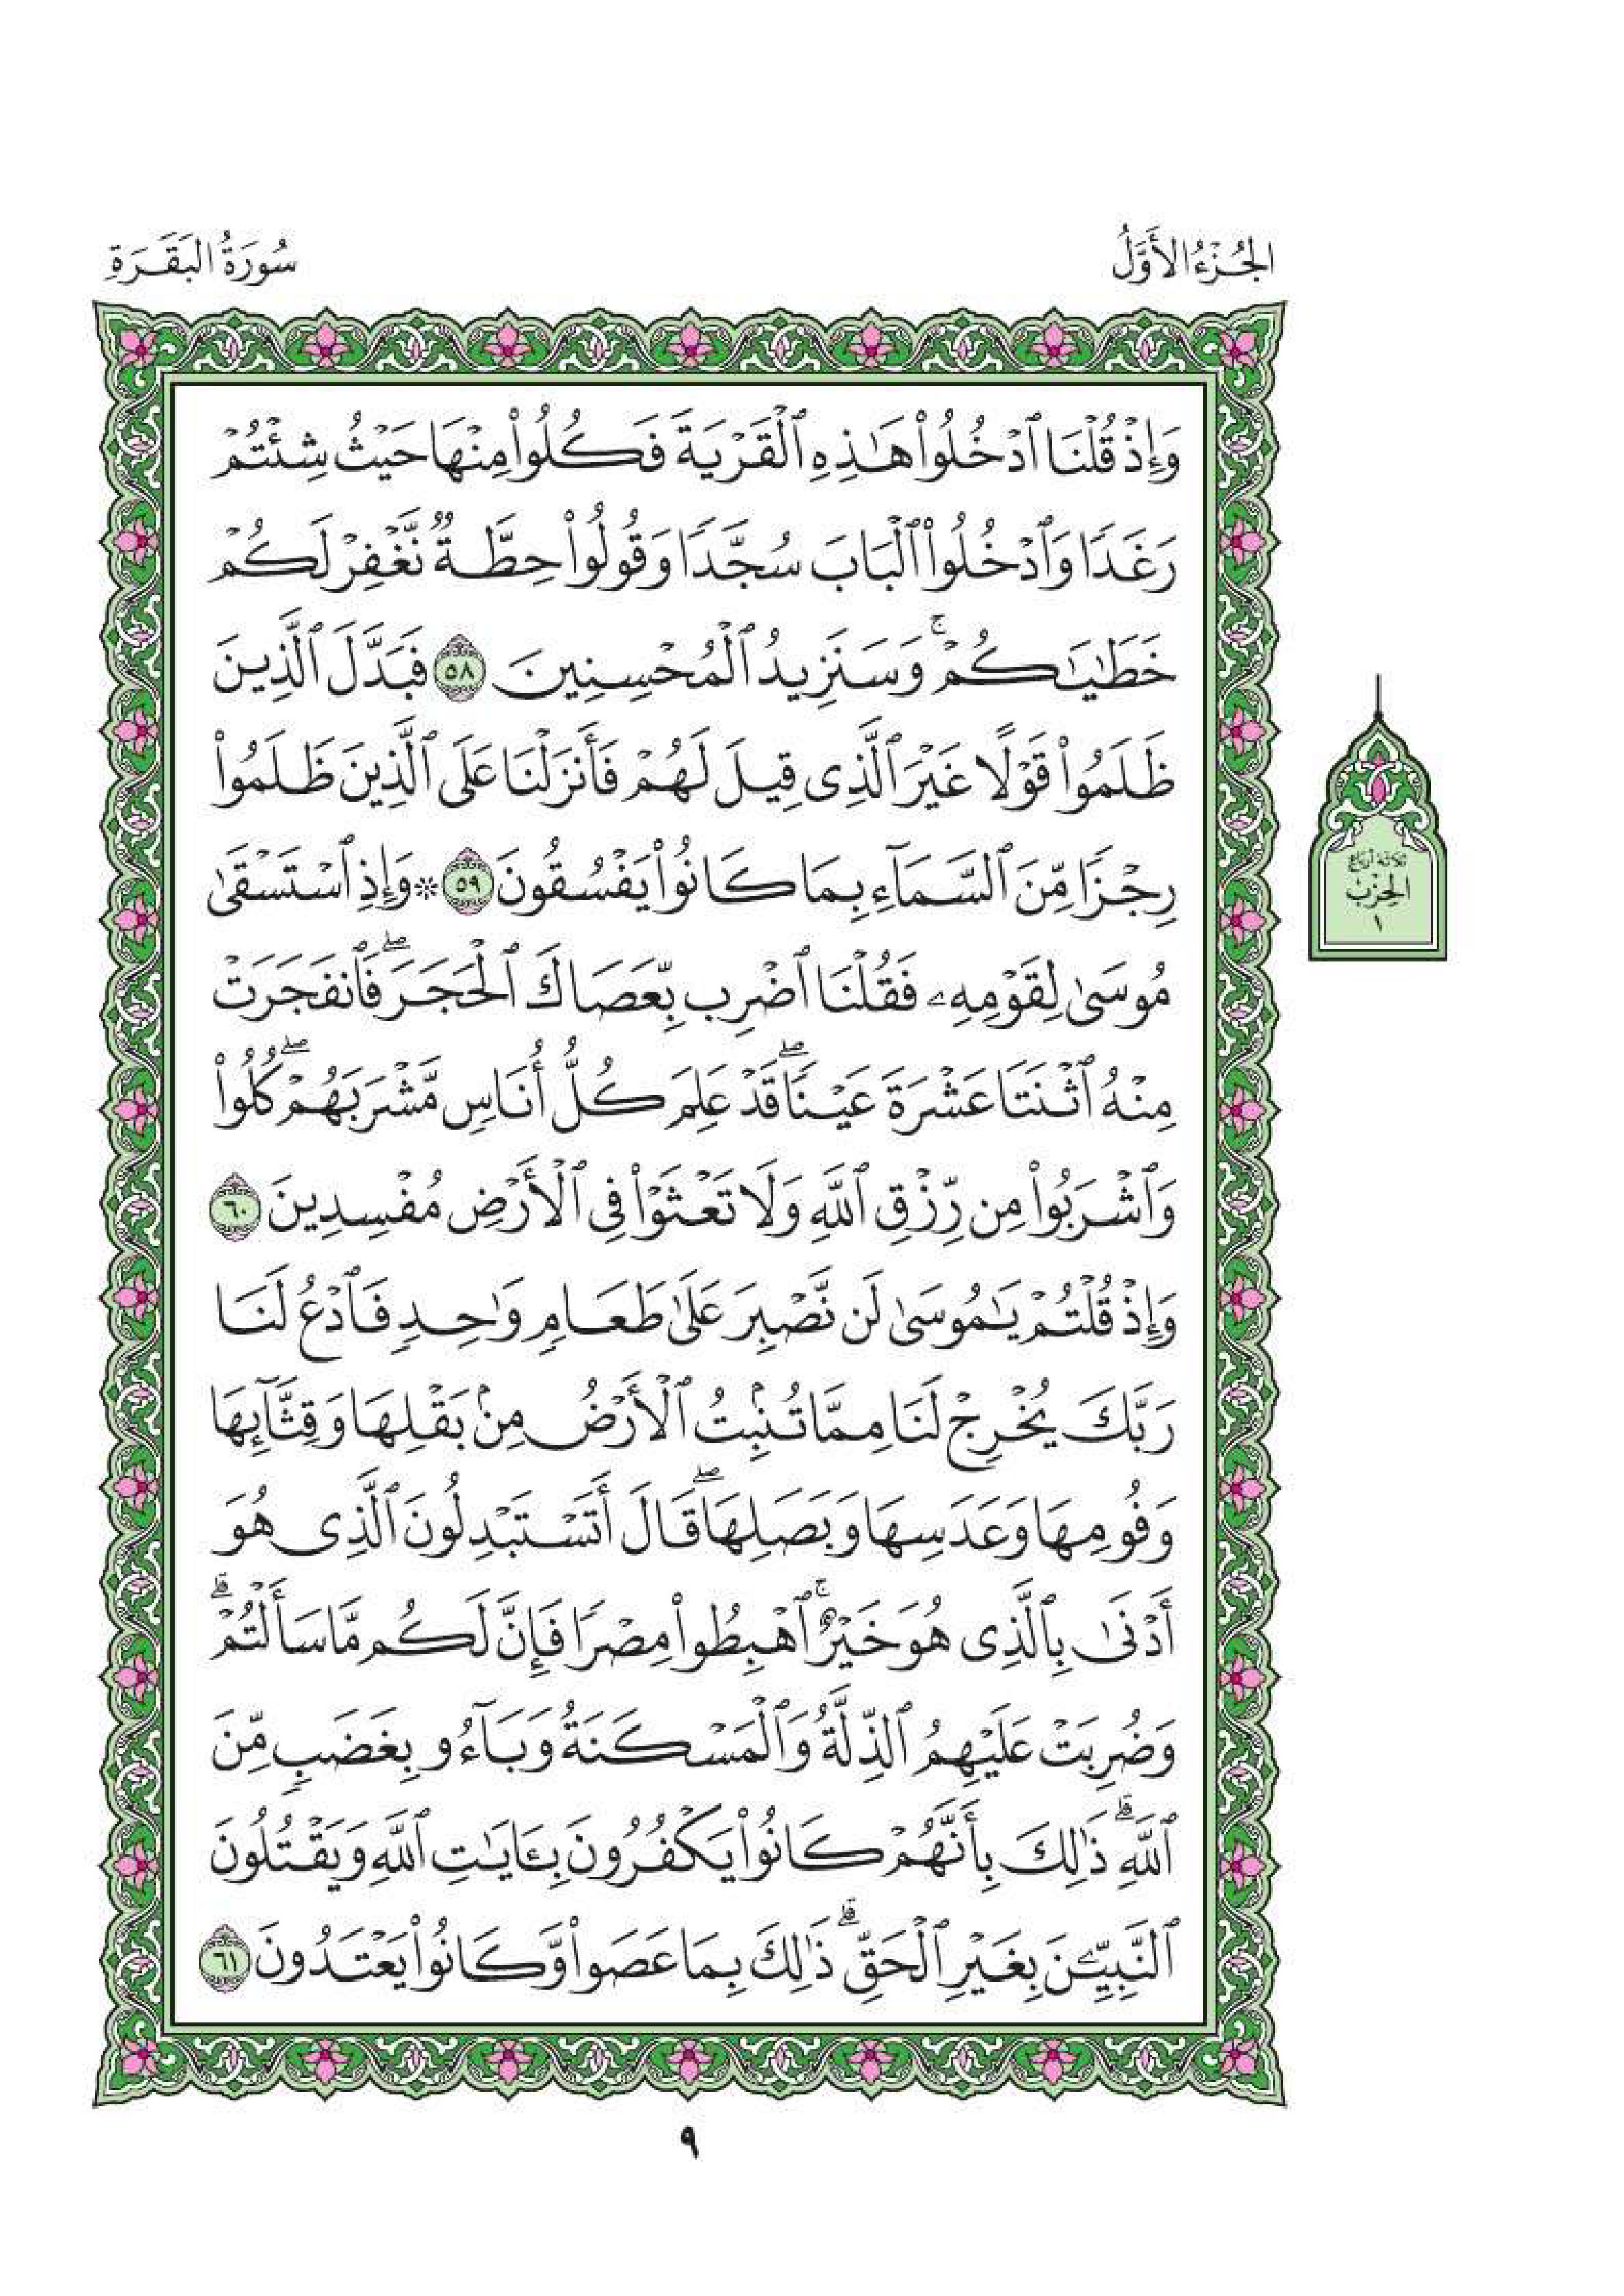 الجُزْءُ الأَوَّلُ
سُورَةُ البَقَرَةِ
وَإِذۡ قُلۡنَا ٱدۡخُلُواْ هَٰذِهِ ٱلۡقَرۡيَةَ فَكُلُواْ مِنۡهَا حَيۡثُ شِئۡتُمۡ
رَغَدٗا وَٱدۡخُلُواْ ٱلۡبَابَ سُجَّدٗا وَقُولُواْ حِطَّةٞ نَّغۡفِرۡ لَكُمۡ
خَطَٰيَٰكُمۡۚ وَسَنَزِيدُ ٱلۡمُحۡسِنِينَ ٥٨ فَبَدَّلَ ٱلَّذِينَ
ظَلَمُواْ قَوۡلًا غَيۡرَ ٱلَّذِي قِيلَ لَهُمۡ فَأَنزَلۡنَا عَلَى ٱلَّذِينَ ظَلَمُواْ
رِجۡزٗا مِّنَ ٱلسَّمَآءِ بِمَا كَانُواْ يَفۡسُقُونَ ٥٩ ۞ وَإِذِ ٱسۡتَسۡقَىٰ
مُوسَىٰ لِقَوۡمِهِۦ فَقُلۡنَا ٱضۡرِب بِّعَصَاكَ ٱلۡحَجَرَۖ فَٱنفَجَرَتۡ
مِنۡهُ ٱثۡنَتَا عَشۡرَةَ عَيۡنٗاۖ قَدۡ عَلِمَ كُلُّ أُنَاسٖ مَّشۡرَبَهُمۡۖ كُلُواْ
وَٱشۡرَبُواْ مِن رِّزۡقِ ٱللَّهِ وَلَا تَعۡثَوۡاْ فِي ٱلۡأَرۡضِ مُفۡسِدِينَ ٦٠
وَإِذۡ قُلۡتُمۡ يَٰمُوسَىٰ لَن نَّصۡبِرَ عَلَىٰ طَعَامٖ وَٰحِدٖ فَٱدۡعُ لَنَا
رَبَّكَ يُخۡرِجۡ لَنَا مِمَّا تُنۢبِتُ ٱلۡأَرۡضُ مِنۢ بَقۡلِهَا وَقِثَّآئِهَا
وَفُومِهَا وَعَدَسِهَا وَبَصَلِهَاۖ قَالَ أَتَسۡتَبۡدِلُونَ ٱلَّذِي هُوَ
أَدۡنَىٰ بِٱلَّذِي هُوَ خَيۡرٌۚ ٱهۡبِطُواْ مِصۡرٗا فَإِنَّ لَكُم مَّا سَأَلۡتُمۡۗ
وَضُرِبَتۡ عَلَيۡهِمُ ٱلذِّلَّةُ وَٱلۡمَسۡكَنَةُ وَبَآءُو بِغَضَبٖ مِّنَ
ٱللَّهِۗ ذَٰلِكَ بِأَنَّهُمۡ كَانُواْ يَكۡفُرُونَ بِـَٔايَٰتِ ٱللَّهِ وَيَقۡتُلُونَ
ٱلنَّبِيِّـۧنَ بِغَيۡرِ ٱلۡحَقِّۗ ذَٰلِكَ بِمَا عَصَواْ وَّكَانُواْ يَعۡتَدُونَ ٦١
ثلاثة أرباع
الحِزْب
١
٩